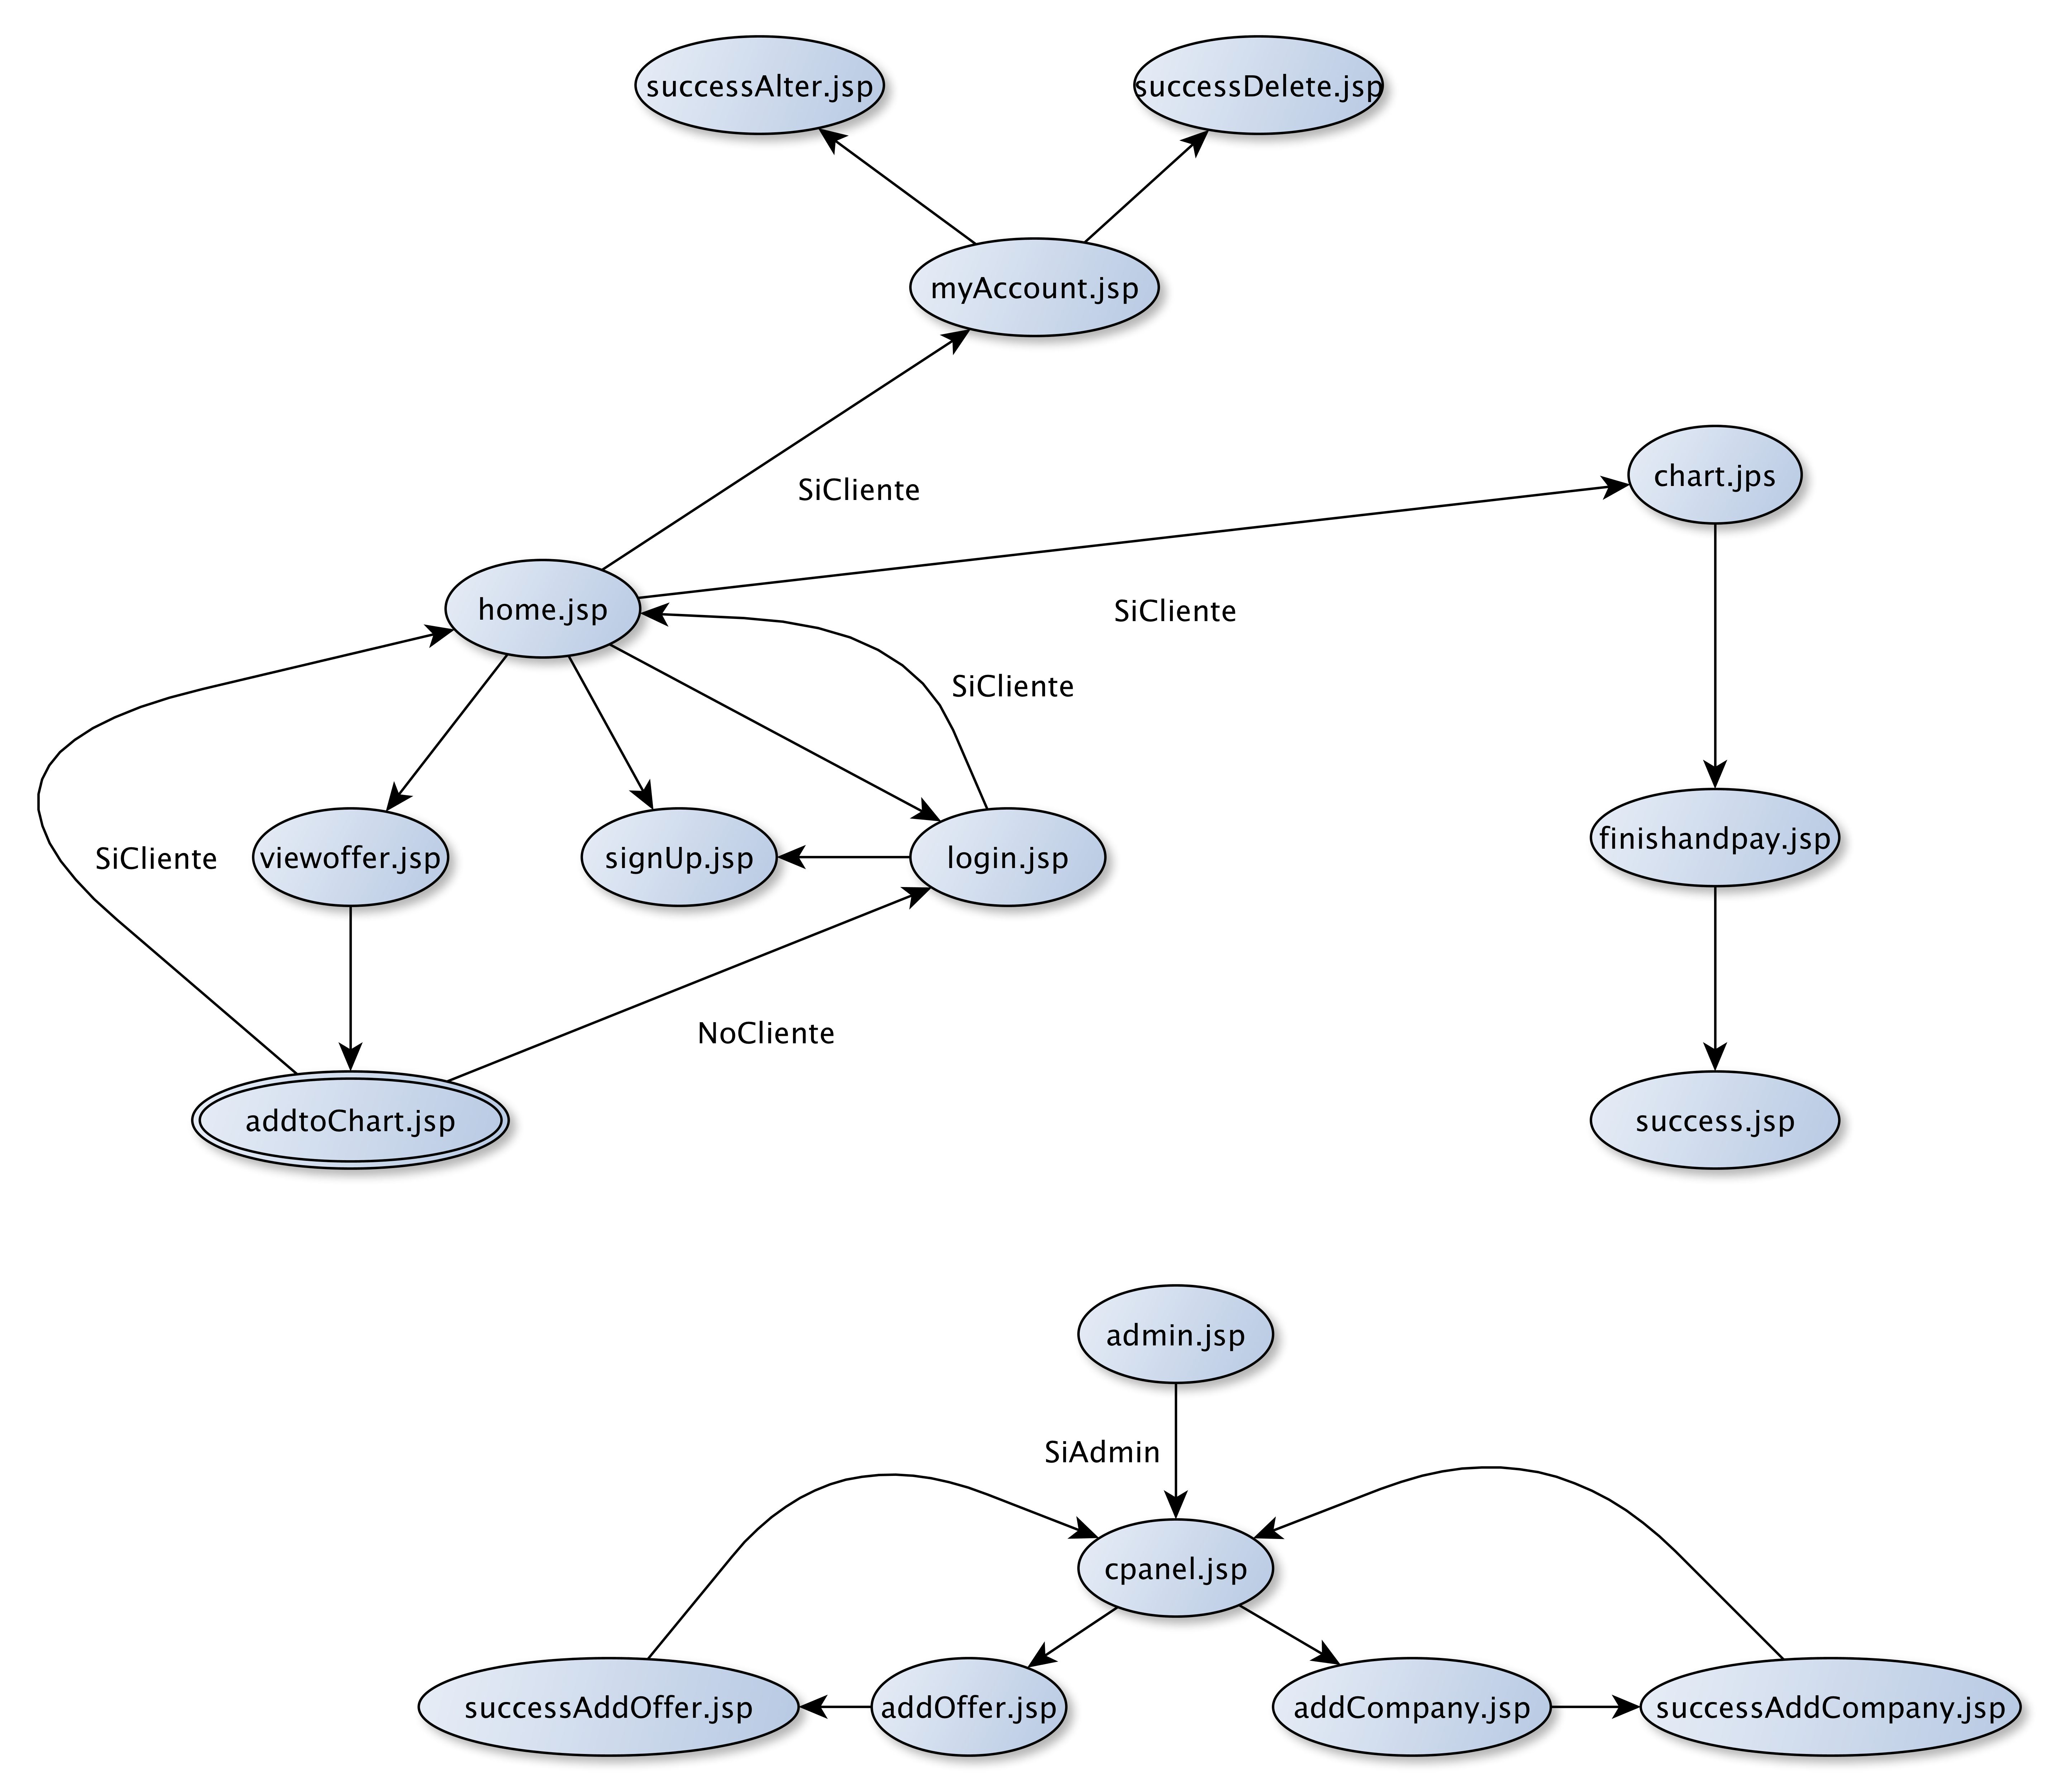 successAlter.jsp
successDelete.jsp
myAccount.jsp
chart.jps
SiCliente
home.jsp
SiCliente
SiCliente
finishandpay.jsp
SiCliente
viewoffer.jsp
signUp.jsp
login.jsp
NoCliente
addtoChart.jsp
success.jsp
admin.jsp
SiAdmin
cpanel.jsp
successAddOffer.jsp
addOffer.jsp
addCompany.jsp
successAddCompany.jsp